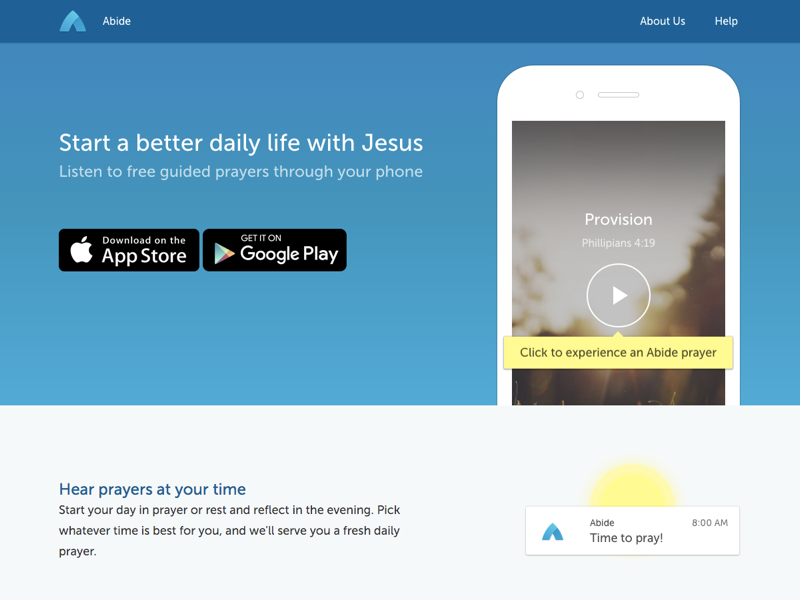 Abide
About Us
Help
Start a better daily life with Jesus
Listen to free guided prayers through your phone
Download on the
App Store
GET IT ON
Google Play
Provision
Phillipians 4:19
Click to experience an Abide prayer
Hear prayers at your time
Start your day in prayer or rest and reflect in the evening. Pick
whatever time is best for you, and we'll serve you a fresh daily
prayer.
Abide
8:00 AM
Time to pray!